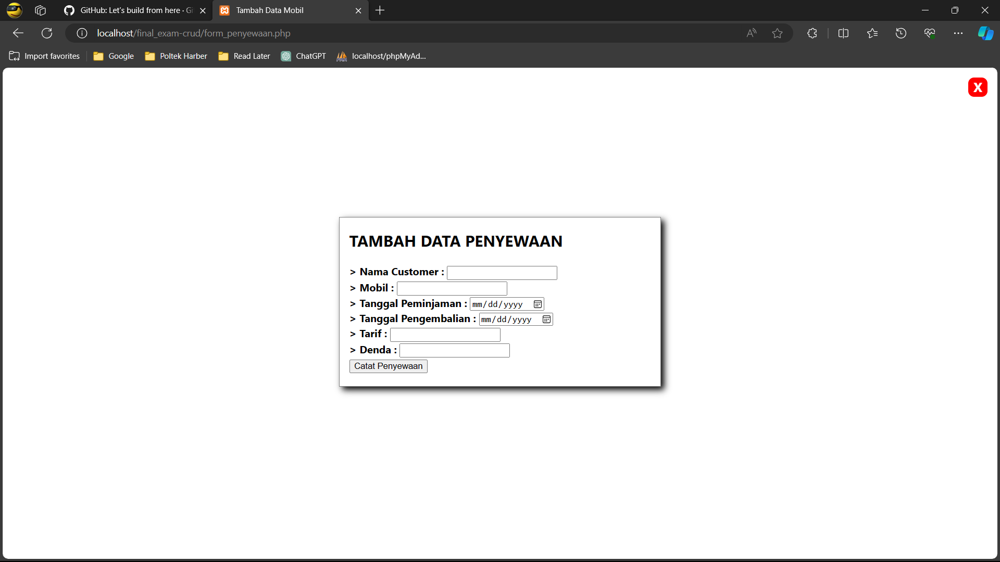 GitHub: Let's build from here · Gi
Tambah Data Mobil
localhost/final_exam-crud/form_penyewaan.php
Import favorites
Google
Poltek Harber
Read Later
ChatGPT
localhost/phpMyAd...
X
TAMBAH DATA PENYEWAAN
> Nama Customer :
> Mobil :
> Tanggal Peminjaman : mm/dd/yyyy
> Tanggal Pengembalian : mm/dd/yyyy
> Tarif :
> Denda :
Catat Penyewaan